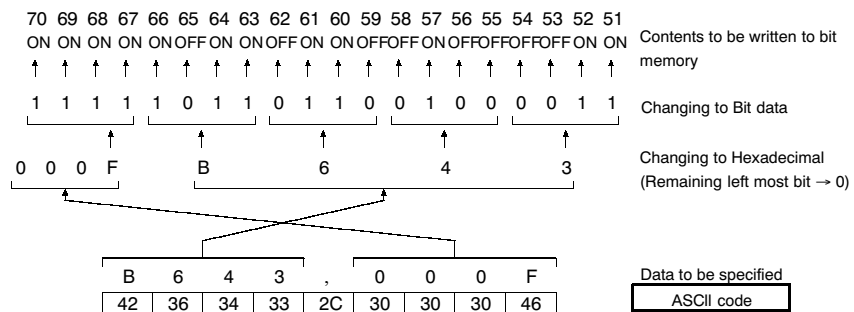 70 69 68 67 66 65 64 63 62 61 60 59 58 57 56 55 54 53 52 51
ON ON ON ON ON OFF ON ON OFF ON ON OFF OFF ON OFF OFF OFF OFF ON ON
Contents to be written to bit
memory
1 1 1 1 1 0 1 1 0 1 1 0 0 1 0 0 0 0 1 1
Changing to Bit data
0 0 0 F B 6 4 3
Changing to Hexadecimal
(Remaining left most bit → 0)
B 6 4 3 , 0 0 0 F
Data to be specified
42 36 34 33 2C 30 30 30 46
ASCII code